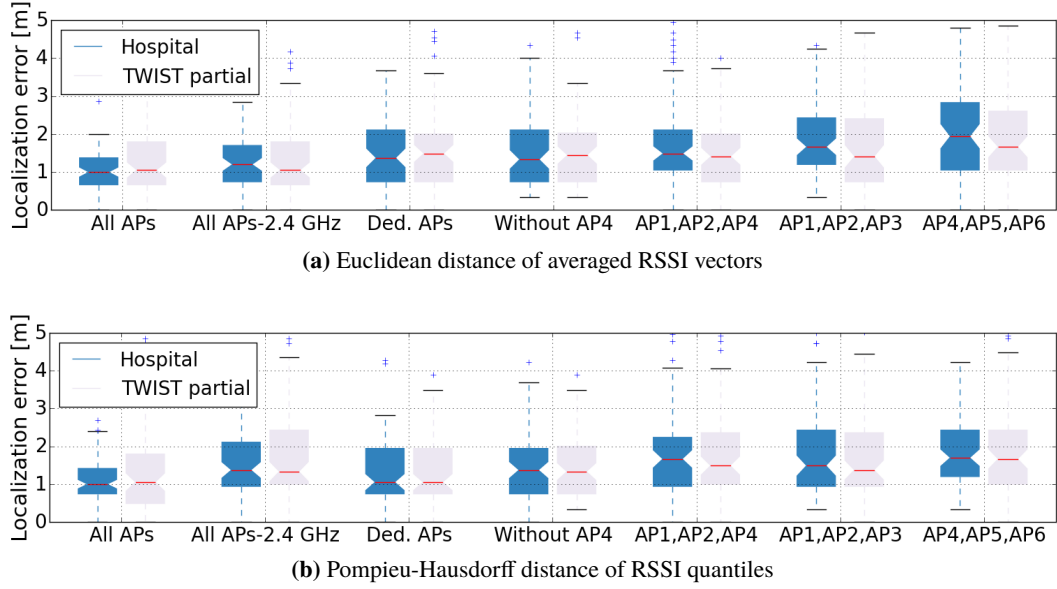 Localization error [m]
5
4
3
2
1
0
Hospital
TWIST partial
All APs
All APs-2.4 GHz
Ded. APs
Without AP4
AP1,AP2,AP4
AP1,AP2,AP3
AP4,AP5,AP6
(a) Euclidean distance of averaged RSSI vectors
Localization error [m]
5
4
3
2
1
0
Hospital
TWIST partial
All APs
All APs-2.4 GHz
Ded. APs
Without AP4
AP1,AP2,AP4
AP1,AP2,AP3
AP4,AP5,AP6
(b) Pompieu-Hausdorff distance of RSSI quantiles